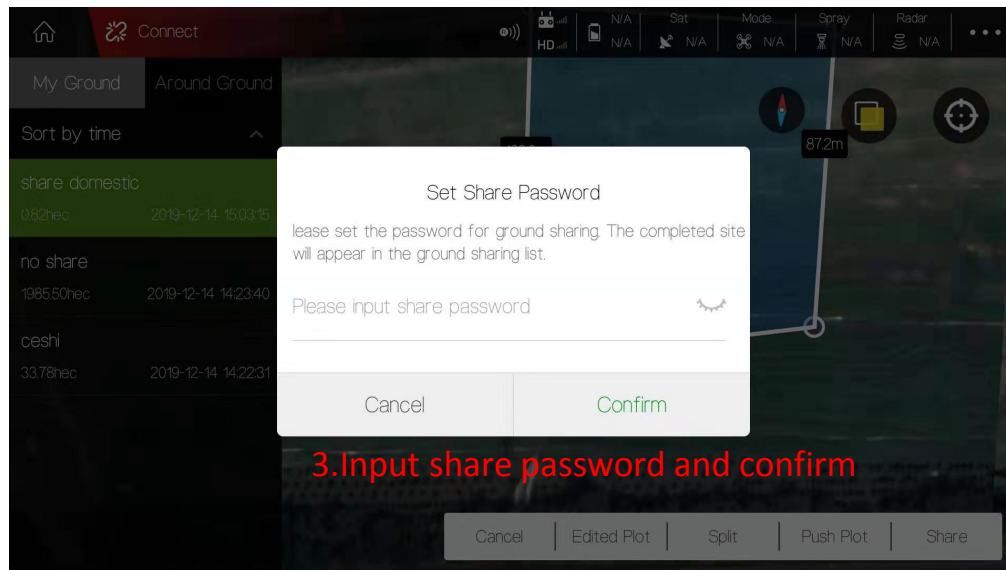 Connect
HD
N/A
N/A
Sat
N/A
Mode
N/A
Spray
N/A
Radar
N/A
My Ground
Around Ground
Sort by time
share domestic
0.82hec
2019-12-14 15:03:15
no share
1985.50hec
2019-12-14 14:23:40
ceshi
33.78hec
2019-12-14 14:22:31
87.2m
Set Share Password
lease set the password for ground sharing. The completed site
will appear in the ground sharing list.
Please input share password
Cancel
Confirm
3.Input share password and confirm
Cancel
Edited Plot
Split
Push Plot
Share